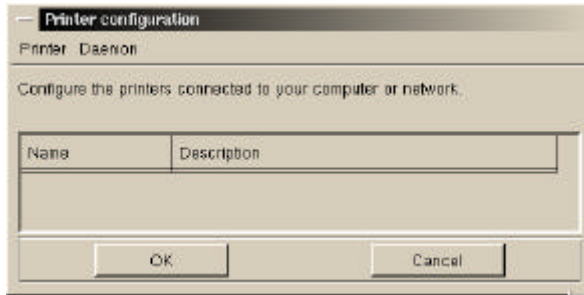 Printer configuration
Printer Daemon
Configure the printers connected to your computer or network.
Name Description
OK Cancel